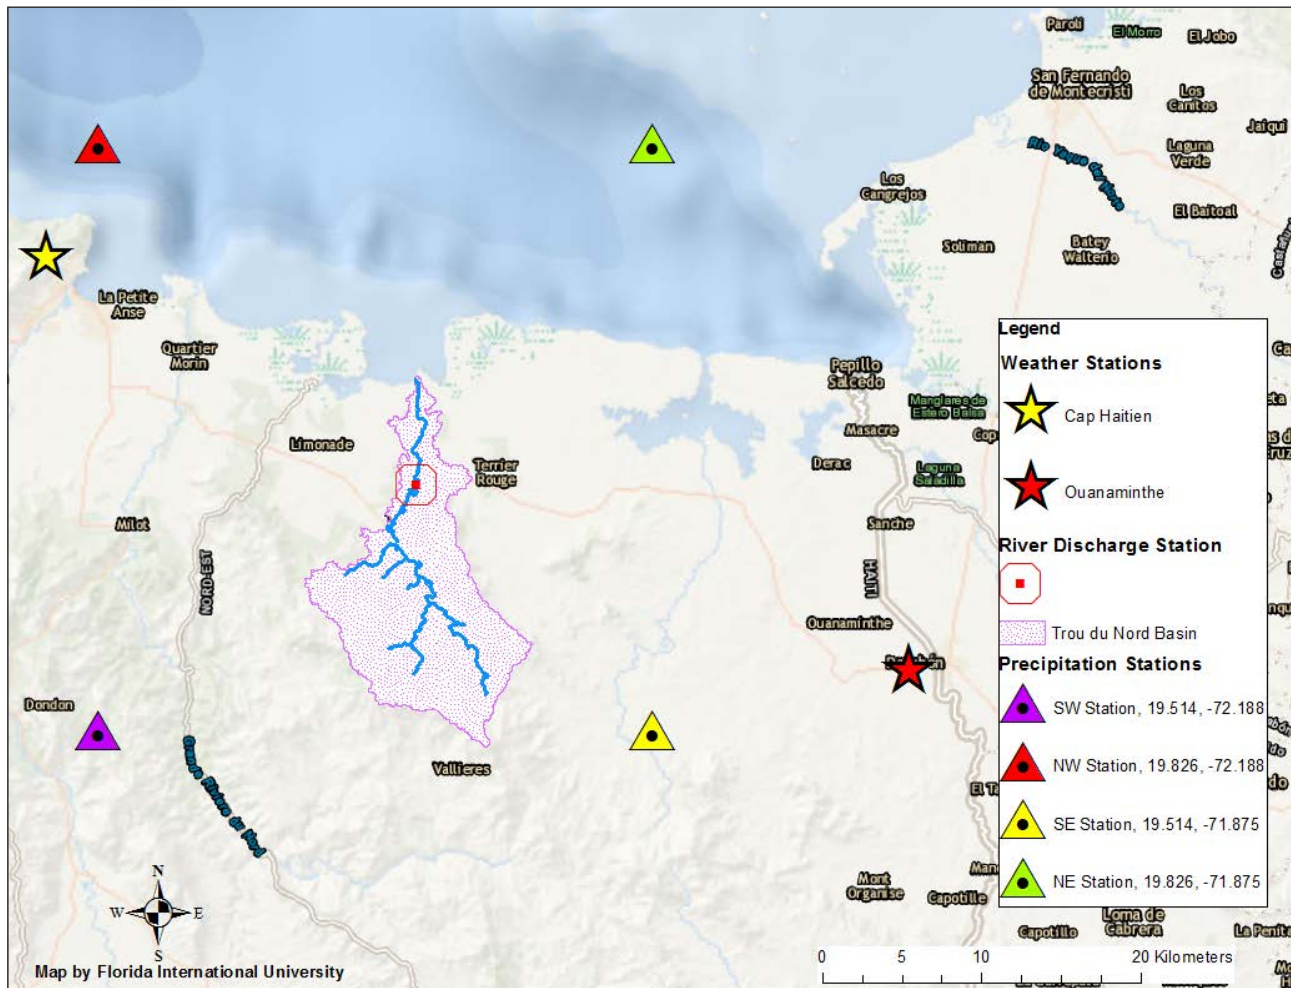 Paroli
El Morro
El Jobo
San Fernando
de Montecristi
Los
Canitos
Jaiqui
Laguna
Verde
Rio Yaque del Norte
Los
Cangrejos
El Baitoal
Soliman
Batey
Walterio
La Petite
Anse
Quartier
Morin
Pepillo
Salcedo
Manglares de
Estero Balsa
Masacre
Limonade
Terrier
Rouge
Derac
Laguna
Saladilla
Milot
Sanche
NORD-EST
HAITI
Ouanaminthe
Dondon
Vallieres
Grande Riviere du Nord
Mont
Organise
Capotille
Loma de
Cabrera
Capotillo
Legend
Weather Stations
Cap Haitien
Ouanaminthe
River Discharge Station
Trou du Nord Basin
Precipitation Stations
SW Station, 19.514, -72.188
NW Station, 19.826, -72.188
SE Station, 19.514, -71.875
NE Station, 19.826, -71.875
N
W
E
S
Map by Florida International University
0 5 10 20 Kilometers